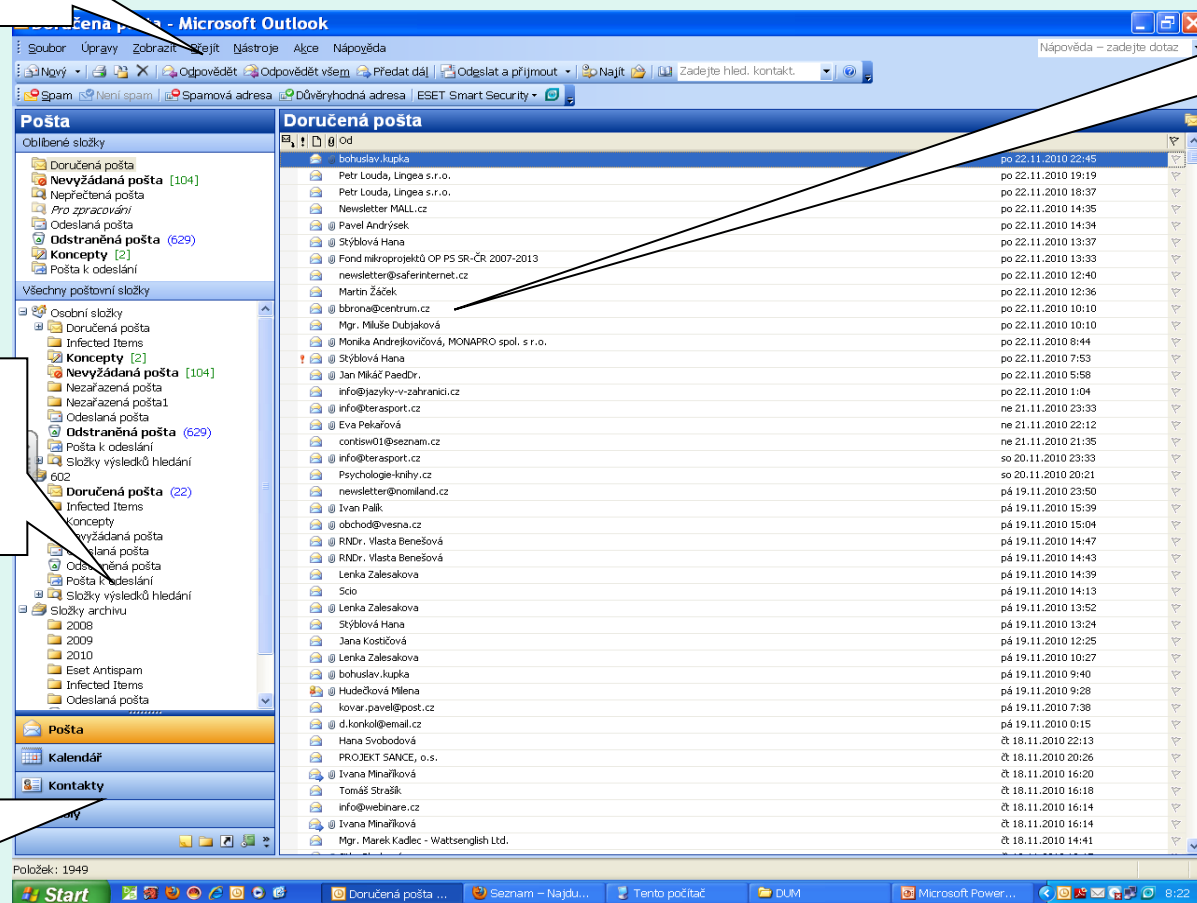 Doručená pošta - Microsoft Outlook
Soubor Úpravy Zobrazit Přejít Nástroje Akce Nápověda Nápověda – zadejte dotaz
Nový Odpovědět Odpovědět všem Předat dál Odeslat a přijmout Najít Zadejte hled. kontakt.
Spam Není spam Spamová adresa Důvěryhodná adresa ESET Smart Security
Pošta
Oblíbené složky
Doručená pošta
Nevyžádaná pošta [104]
Nepřečtená pošta
Pro zpracování
Odeslaná pošta
Odstraněná pošta (629)
Koncepty [2]
Pošta k odeslání
Všechny poštovní složky
Osobní složky
Doručená pošta
Infected Items
Koncepty [2]
Nevyžádaná pošta [104]
Nezařazená pošta
Nezařazená pošta1
Odeslaná pošta
Odstraněná pošta (629)
Pošta k odeslání
Složky výsledků hledání
602
Doručená pošta (22)
Infected Items
Koncepty
Nevyžádaná pošta
Odeslaná pošta
Odstraněná pošta
Pošta k odeslání
Složky výsledků hledání
Složky archivu
2008
2009
2010
Eset Antispam
Infected Items
Odeslaná pošta
Pošta
Kalendář
Kontakty
Doručená pošta
Od
bohuslav.kupka po 22.11.2010 22:45
Petr Louda, Lingea s.r.o. po 22.11.2010 19:19
Petr Louda, Lingea s.r.o. po 22.11.2010 18:37
Newsletter MALL.cz po 22.11.2010 14:35
Pavel Andrýsek po 22.11.2010 14:34
Stýblová Hana po 22.11.2010 13:37
Fond mikroprojektů OP PS SR-ČR 2007-2013 po 22.11.2010 13:33
newsletter@saferinternet.cz po 22.11.2010 12:40
Martin Žáček po 22.11.2010 12:36
bbrona@centrum.cz po 22.11.2010 10:10
Mgr. Miluše Dubjaková po 22.11.2010 10:10
Monika Andrejkovičová, MONAPRO spol. s r.o. po 22.11.2010 8:44
Stýblová Hana po 22.11.2010 7:53
Jan Mikáč PaedDr. po 22.11.2010 5:58
info@jazyky-v-zahranici.cz po 22.11.2010 1:04
info@terasport.cz ne 21.11.2010 23:33
Eva Pekařová ne 21.11.2010 22:12
contisw01@seznam.cz ne 21.11.2010 21:35
info@terasport.cz so 20.11.2010 23:33
Psychologie-knihy.cz so 20.11.2010 20:21
newsletter@nomiland.cz pá 19.11.2010 23:50
Ivan Palík pá 19.11.2010 15:39
obchod@vesna.cz pá 19.11.2010 15:04
RNDr. Vlasta Benešová pá 19.11.2010 14:47
RNDr. Vlasta Benešová pá 19.11.2010 14:43
Lenka Zalesakova pá 19.11.2010 14:39
Scio pá 19.11.2010 14:13
Lenka Zalesakova pá 19.11.2010 13:52
Stýblová Hana pá 19.11.2010 13:24
Jana Kostičová pá 19.11.2010 12:25
Lenka Zalesakova pá 19.11.2010 10:27
bohuslav.kupka pá 19.11.2010 9:40
Hudečková Milena pá 19.11.2010 9:28
kovar.pavel@post.cz pá 19.11.2010 7:38
d.konkol@email.cz pá 19.11.2010 0:15
Hana Svobodová čt 18.11.2010 22:13
PROJEKT SANCE, o.s. čt 18.11.2010 20:26
Ivana Minaříková čt 18.11.2010 16:20
Tomáš Strašík čt 18.11.2010 16:18
info@webinare.cz čt 18.11.2010 16:14
Ivana Minaříková čt 18.11.2010 16:14
Mgr. Marek Kadlec - Wattsenglish Ltd. čt 18.11.2010 14:41
Položek: 1949
Start Doručená pošta ... Seznam – Najdu... Tento počítač DUM Microsoft Power... 8:22